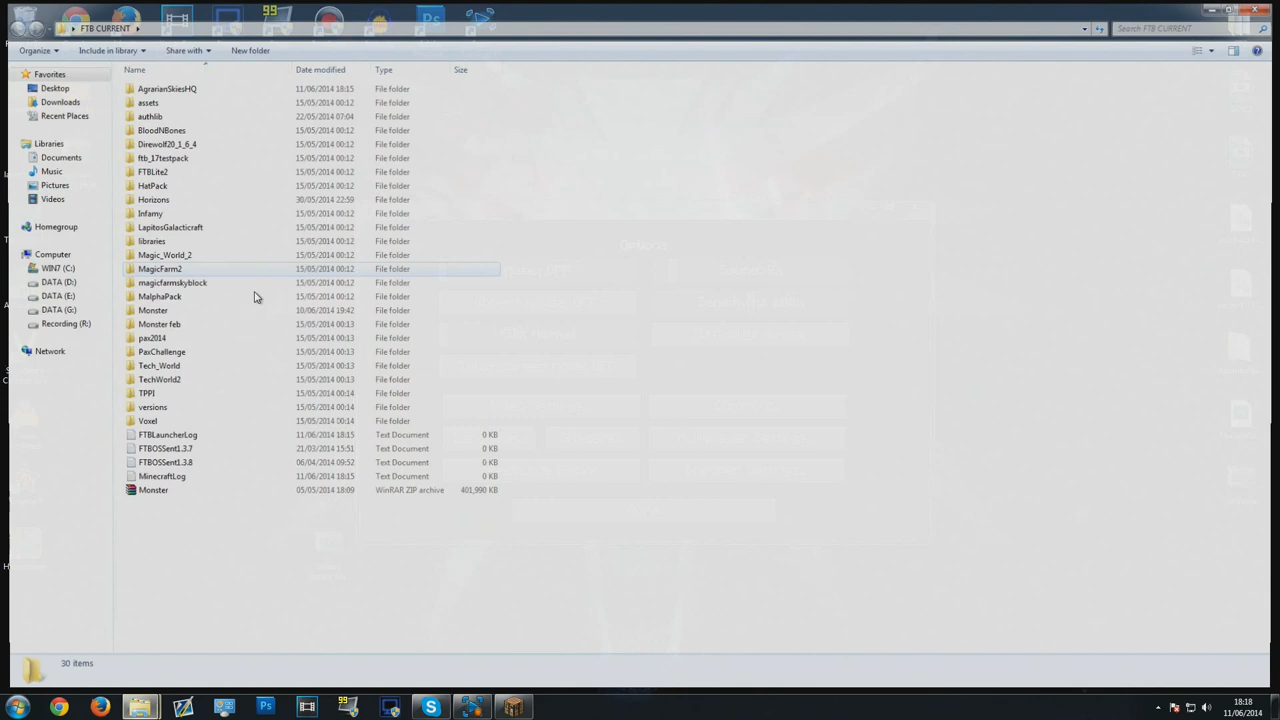 FTB CURRENT
Search FTB CURRENT
Organize
Include in library
Share with
New folder
Name
Date modified
Type
Size
Favorites
Desktop
Downloads
Recent Places
Libraries
Documents
Music
Pictures
Videos
Homegroup
Computer
WIN7 (C:)
DATA (D:)
DATA (E:)
DATA (G:)
Recording (R:)
Network
AgrarianSkiesHQ 11/06/2014 18:15 File folder
assets 15/05/2014 00:12 File folder
authlib 22/05/2014 07:04 File folder
BloodNBones 15/05/2014 00:12 File folder
Direwolf20_1_6_4 15/05/2014 00:12 File folder
ftb_17testpack 15/05/2014 00:12 File folder
FTBLite2 15/05/2014 00:12 File folder
HatPack 15/05/2014 00:12 File folder
Horizons 30/05/2014 22:59 File folder
Infamy 15/05/2014 00:12 File folder
LapitosGalacticraft 15/05/2014 00:12 File folder
libraries 15/05/2014 00:12 File folder
Magic_World_2 15/05/2014 00:12 File folder
MagicFarm2 15/05/2014 00:12 File folder
magicfarmskyblock 15/05/2014 00:12 File folder
MalphaPack 15/05/2014 00:12 File folder
Monster 10/06/2014 19:42 File folder
Monster feb 15/05/2014 00:13 File folder
pax2014 15/05/2014 00:13 File folder
PaxChallenge 15/05/2014 00:13 File folder
Tech_World 15/05/2014 00:13 File folder
TechWorld2 15/05/2014 00:13 File folder
TPPI 15/05/2014 00:14 File folder
versions 15/05/2014 00:14 File folder
Voxel 15/05/2014 00:14 File folder
FTBLauncherLog 11/06/2014 18:15 Text Document 0 KB
FTBOSSent1.3.7 21/03/2014 15:51 Text Document 0 KB
FTBOSSent1.3.8 06/04/2014 09:52 Text Document 0 KB
MinecraftLog 11/06/2014 18:15 Text Document 0 KB
Monster 05/05/2014 18:09 WinRAR ZIP archive 401,990 KB
Options
30 items
18:18
11/06/2014